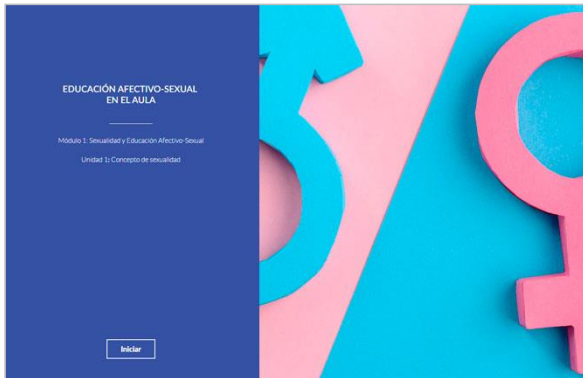 EDUCACIÓN AFECTIVO-SEXUAL
EN EL AULA
Módulo 1: Sexualidad y Educación Afectivo-Sexual
Unidad 1: Concepto de sexualidad
Iniciar